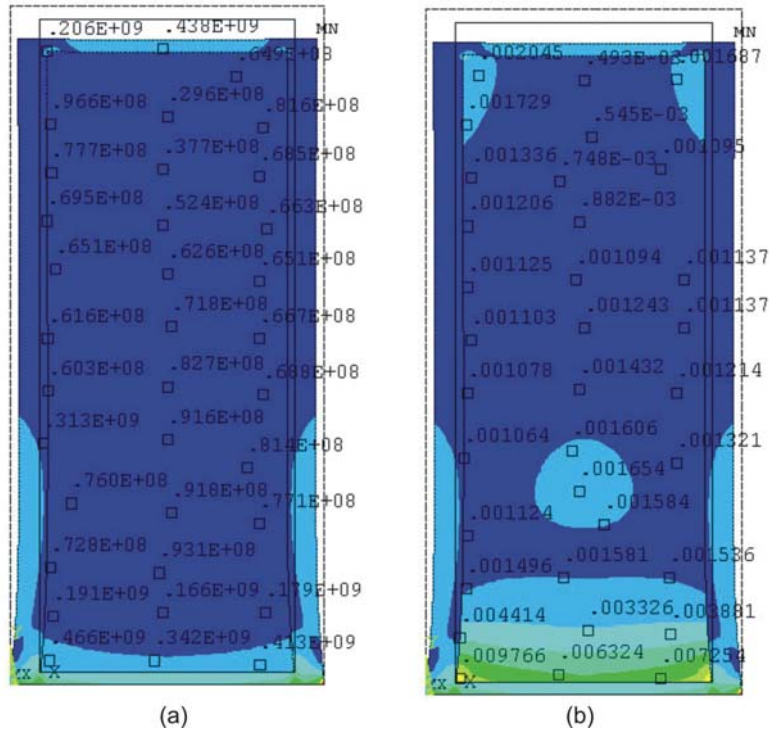 .206E+09 .438E+09 MN
.649E+08
.966E+08 .296E+08 .816E+08
.777E+08 .377E+08 .685E+08
.695E+08 .524E+08 .663E+08
.651E+08 .626E+08 .651E+08
.616E+08 .718E+08 .667E+08
.603E+08 .827E+08 .688E+08
.313E+09 .916E+08 .814E+08
.760E+08 .918E+08 .771E+08
.728E+08 .931E+08
.191E+09 .166E+09 .179E+09
.466E+09 .342E+09 .413E+09
ZX X
(a)
MN
.002045 .493E-03 .001687
.001729 .545E-03
.001336 .748E-03 .001095
.001206 .882E-03
.001125 .001094 .001137
.001103 .001243 .001137
.001078 .001432 .001214
.001064 .001606 .001321
.001654
.001124 .001584
.001496 .001581 .001536
.004414 .003326 .003881
.009766 .006324 .007254
ZX X
(b)